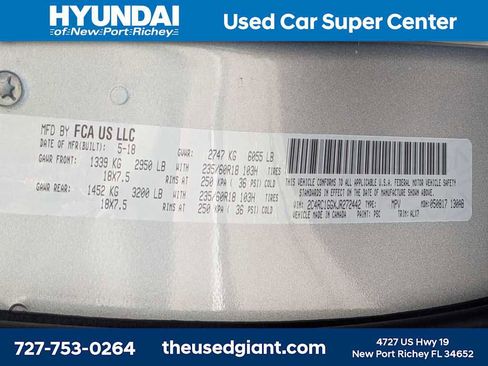 HYUNDAI
of New Port Richey
Used Car Super Center
MFD BY FCA US LLC
DATE OF MFR(BUILT): 5-18 GVWR: 2747 KG 6055 LB
GAWR FRONT: 1339 KG 2950 LB WITH 235/60R18 103H TIRES
18X7.5 RIMS AT 250 KPA ( 36 PSI) COLD
GAWR REAR: 1452 KG 3200 LB WITH 235/60R18 103H TIRES
18X7.5 RIMS AT 250 KPA ( 36 PSI) COLD
THIS VEHICLE CONFORMS TO ALL APPLICABLE U.S.A. FEDERAL MOTOR VEHICLE SAFETY
STANDARDS IN EFFECT ON THE DATE OF MANUFACTURE SHOWN ABOVE.
VIN: 2C4RC1GGXJR272442 MPV MDH: 050817 130AB
VEHICLE MADE IN CANADA PAINT: PSC TRIM: ALX7
727-753-0264
theusedgiant.com
4727 US Hwy 19
New Port Richey FL 34652